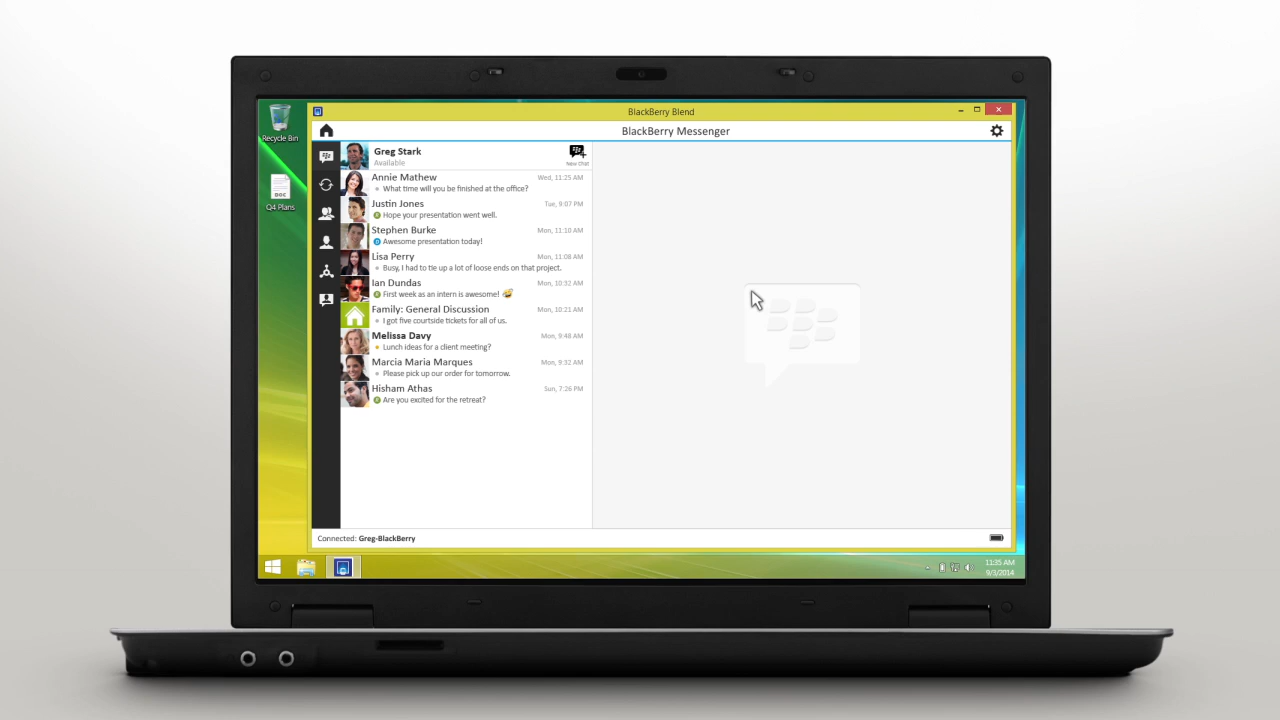 Recycle Bin
DOC
Q4 Plans
BlackBerry Blend
BlackBerry Messenger
Greg Stark
Available
New Chat
Annie Mathew Wed, 11:25 AM
What time will you be finished at the office?
Justin Jones Tue, 9:07 PM
Hope your presentation went well.
Stephen Burke Mon, 11:10 AM
Awesome presentation today!
Lisa Perry Mon, 11:08 AM
Busy, I had to tie up a lot of loose ends on that project.
Ian Dundas Mon, 10:32 AM
First week as an intern is awesome!
Family: General Discussion Mon, 10:21 AM
I got five courtside tickets for all of us.
Melissa Davy Mon, 9:48 AM
Lunch ideas for a client meeting?
Marcia Maria Marques Mon, 9:32 AM
Please pick up our order for tomorrow.
Hisham Athas Sun, 7:26 PM
Are you excited for the retreat?
Connected: Greg-BlackBerry
11:35 AM
9/3/2014